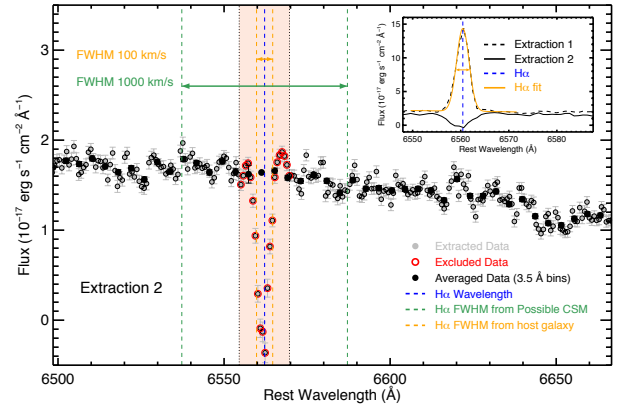 FWHM 100 km/s
FWHM 1000 km/s
Flux (10⁻¹⁷ erg s⁻¹ cm⁻² Å⁻¹)
3
2
1
0
6500
6550
6600
6650
Rest Wavelength (Å)
Extraction 2
Extracted Data
Excluded Data
Averaged Data (3.5 Å bins)
Hα Wavelength
Hα FWHM from Possible CSM
Hα FWHM from host galaxy
Flux (10⁻¹⁷ erg s⁻¹ cm⁻² Å⁻¹)
15
10
5
0
6550
6560
6570
6580
Rest Wavelength (Å)
Extraction 1
Extraction 2
Hα
Hα fit